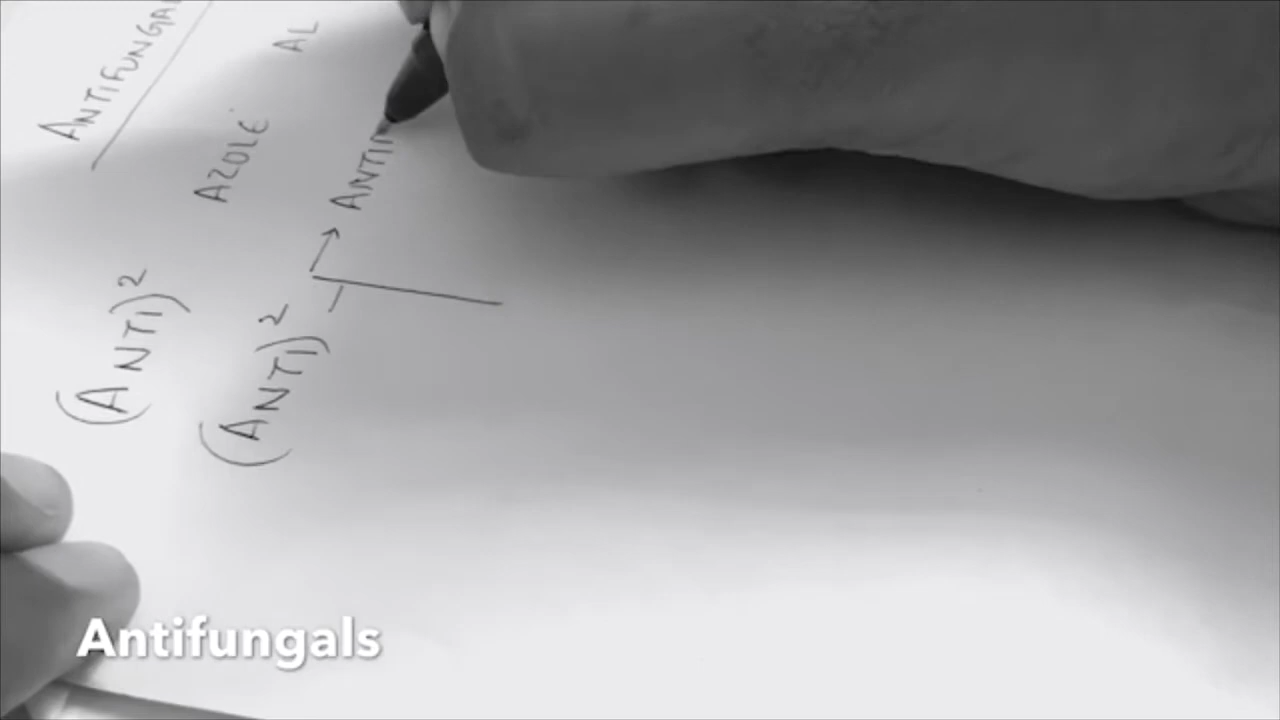 ANTIFUNGAL
(ANTI)² AZOLE AL
(ANTI)² → ANTI
Antifungals